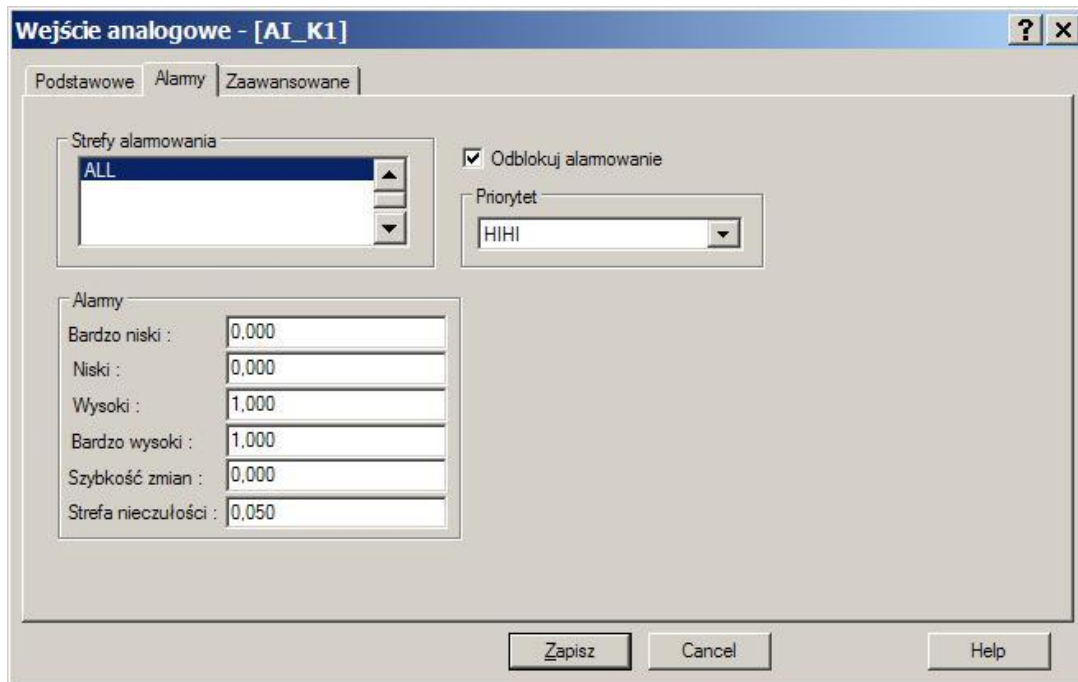 Wejście analogowe - [AI_K1]
Podstawowe Alarmy Zaawansowane
Strefy alarmowania
ALL
Odblokuj alarmowanie
Priorytet
HIHI
Alarmy
Bardzo niski : 0,000
Niski : 0,000
Wysoki : 1,000
Bardzo wysoki : 1,000
Szybkość zmian : 0,000
Strefa nieczułości : 0,050
Zapisz Cancel Help